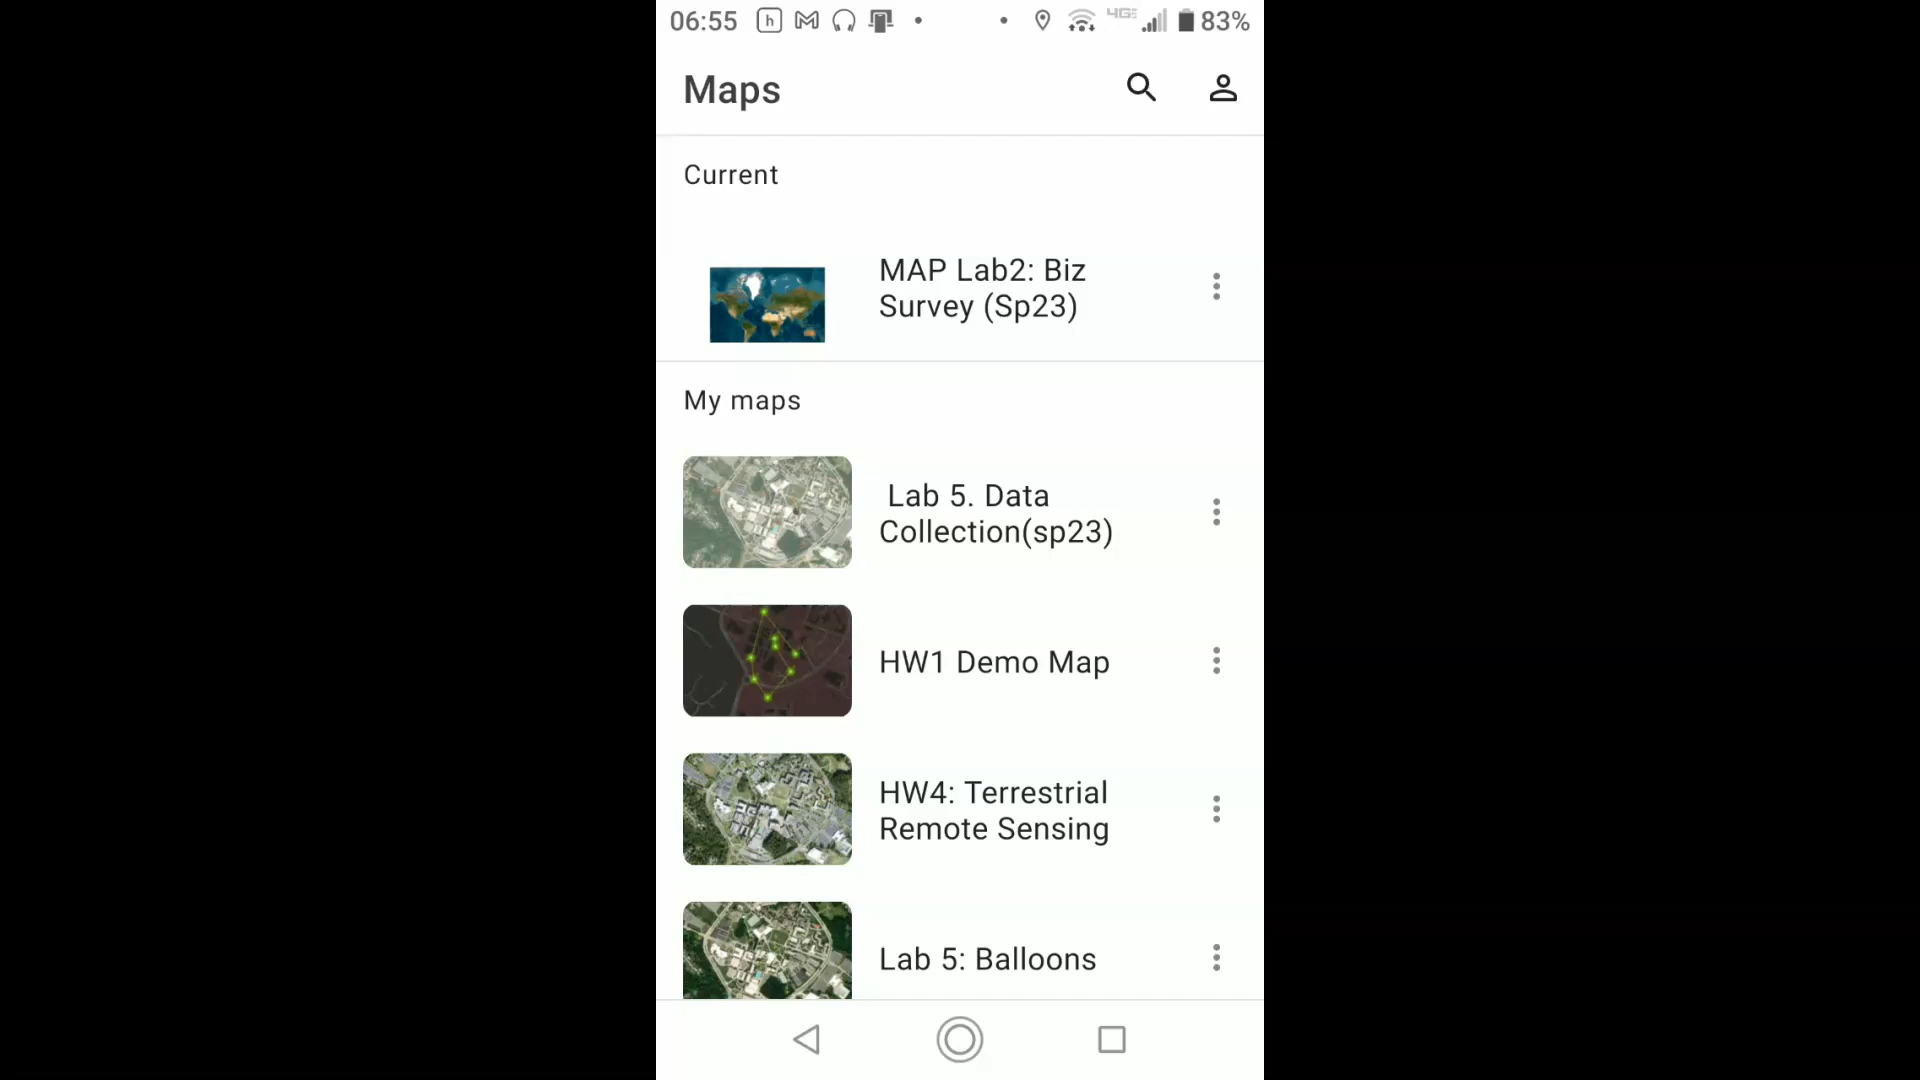 06:55 h 4GE 83%
Maps
Current
MAP Lab2: Biz
Survey (Sp23)
My maps
Lab 5. Data
Collection(sp23)
HW1 Demo Map
HW4: Terrestrial
Remote Sensing
Lab 5: Balloons